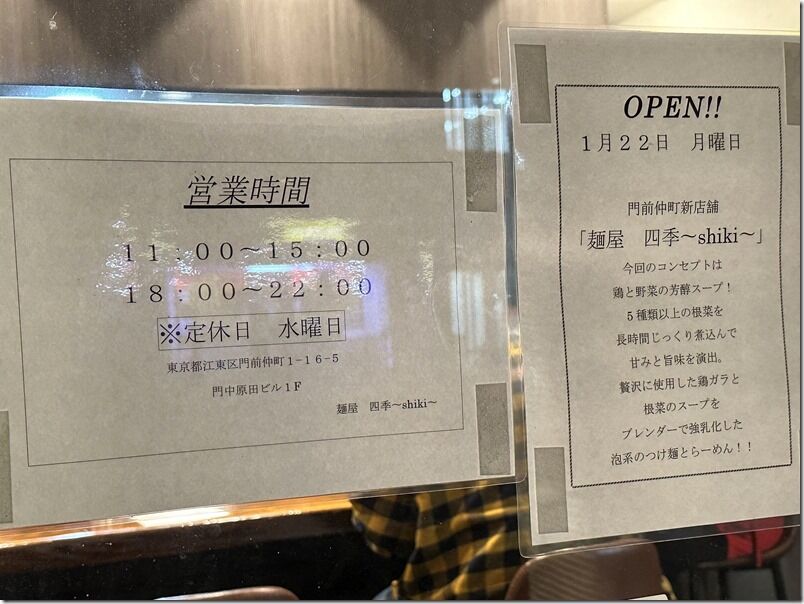 営業時間
11：00～15：00
18：00～22：00
※定休日　水曜日
東京都江東区門前仲町1-16-5
門中原田ビル1F
麺屋　四季～shiki～
OPEN!!
1月22日　月曜日
門前仲町新店舗
「麺屋　四季～shiki～」
今回のコンセプトは
鶏と野菜の芳醇スープ！
5種類以上の根菜を
長時間じっくり煮込んで
甘みと旨味を演出。
贅沢に使用した鶏ガラと
根菜のスープを
ブレンダーで強乳化した
泡系のつけ麺とらーめん！！